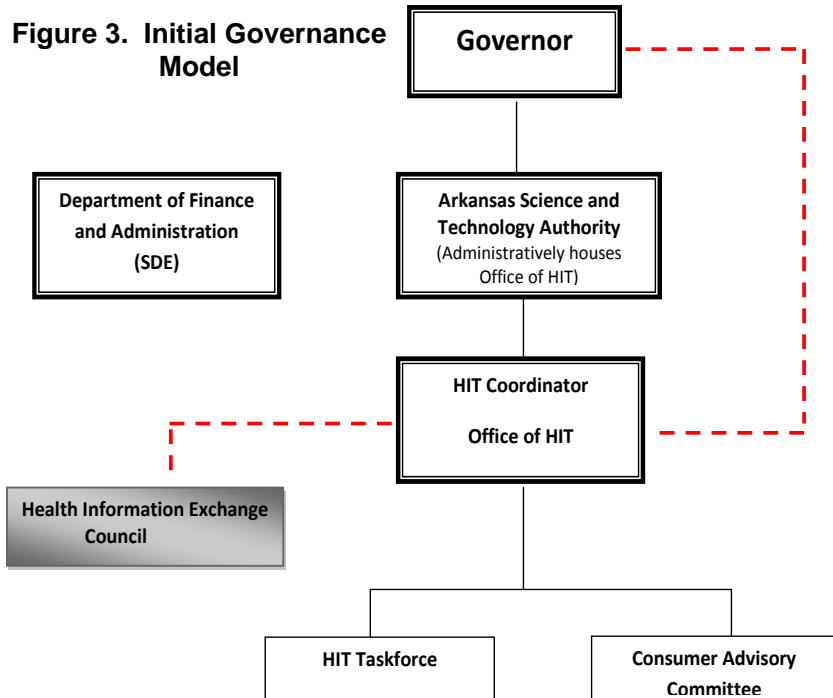 Figure 3. Initial Governance
Model
Governor
Department of Finance
and Administration
(SDE)
Arkansas Science and
Technology Authority
(Administratively houses
Office of HIT)
HIT Coordinator
Office of HIT
Health Information Exchange
Council
HIT Taskforce
Consumer Advisory
Committee